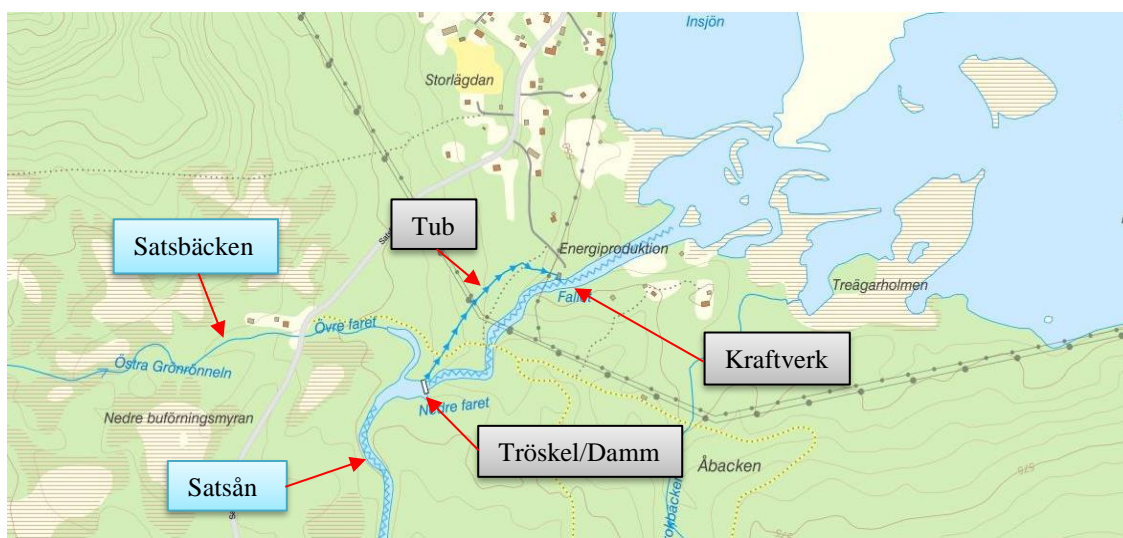 Insjön
Storlägdan
Tub
Satsbäcken
Energiproduktion
Treägarholmen
Övre faret
Kraftverk
Östra Grönrönneln
Nedre faret
Nedre buförningsmyran
Tröskel/Damm
Åbacken
Satsån
575